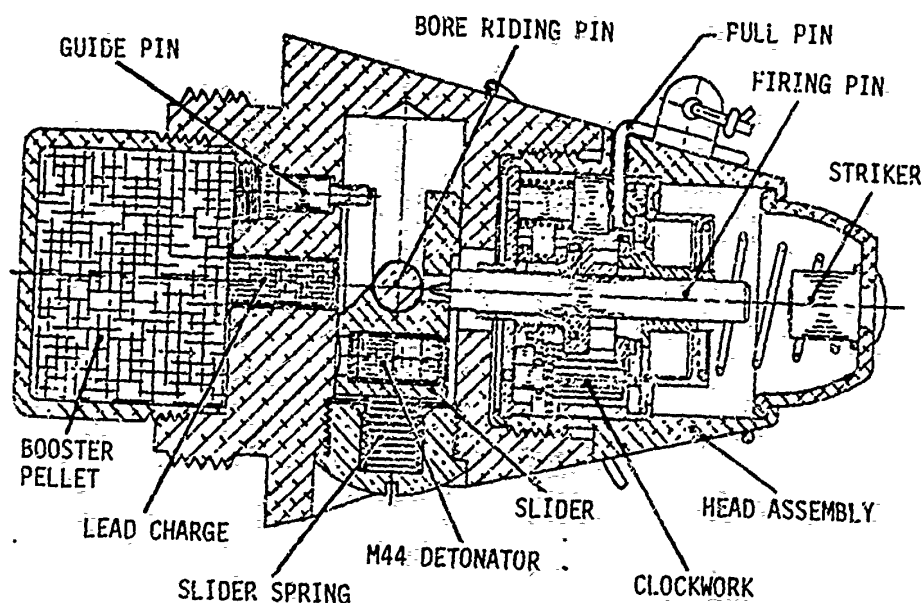 BORE RIDING PIN
PULL PIN
GUIDE PIN
FIRING PIN
STRIKER
BOOSTER
PELLET
LEAD CHARGE
SLIDER SPRING
M44 DETONATOR
SLIDER
HEAD ASSEMBLY
CLOCKWORK